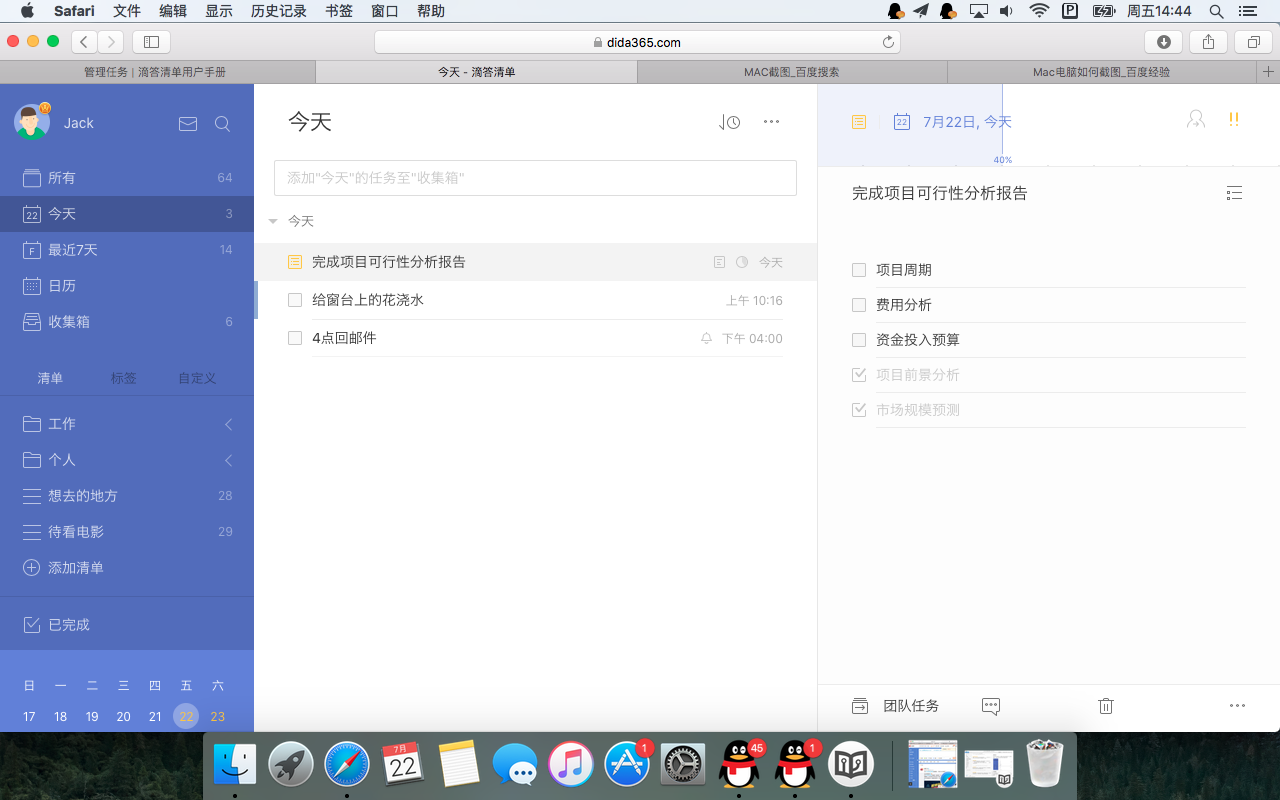 Safari 文件 编辑 显示 历史记录 书签 窗口 帮助 周五14:44
dida365.com
管理任务 | 滴答清单用户手册
今天 - 滴答清单
MAC截图_百度搜索
Mac电脑如何截图_百度经验
Jack
所有 64
22 今天 3
F 最近7天 14
日历
收集箱 6
清单 标签 自定义
工作
个人
想去的地方 28
待看电影 29
添加清单
已完成
日 一 二 三 四 五 六
17 18 19 20 21 22 23
今天
添加"今天"的任务至"收集箱"
今天
完成项目可行性分析报告 今天
给窗台上的花浇水 上午 10:16
4点回邮件 下午 04:00
22 7月22日, 今天
40%
完成项目可行性分析报告
项目周期
费用分析
资金投入预算
项目前景分析
市场规模预测
团队任务
7月
22
1
45
1